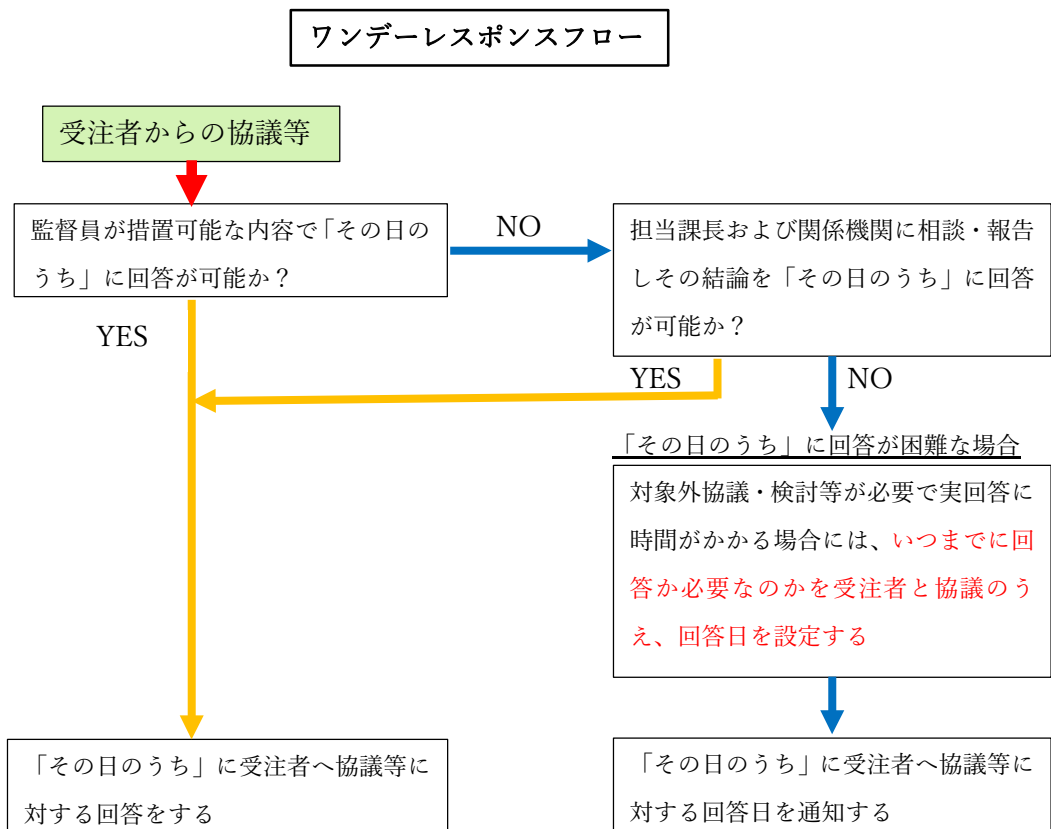 ワンデーレスポンスフロー
受注者からの協議等
監督員が措置可能な内容で「その日の
うち」に回答が可能か？
NO
担当課長および関係機関に相談・報告
しその結論を「その日のうち」に回答
が可能か？
YES
YES
NO
「その日のうち」に回答が困難な場合
対象外協議・検討等が必要で実回答に
時間がかかる場合には、いつまでに回
答か必要なのかを受注者と協議のう
え、回答日を設定する
「その日のうち」に受注者へ協議等に
対する回答をする
「その日のうち」に受注者へ協議等に
対する回答日を通知する